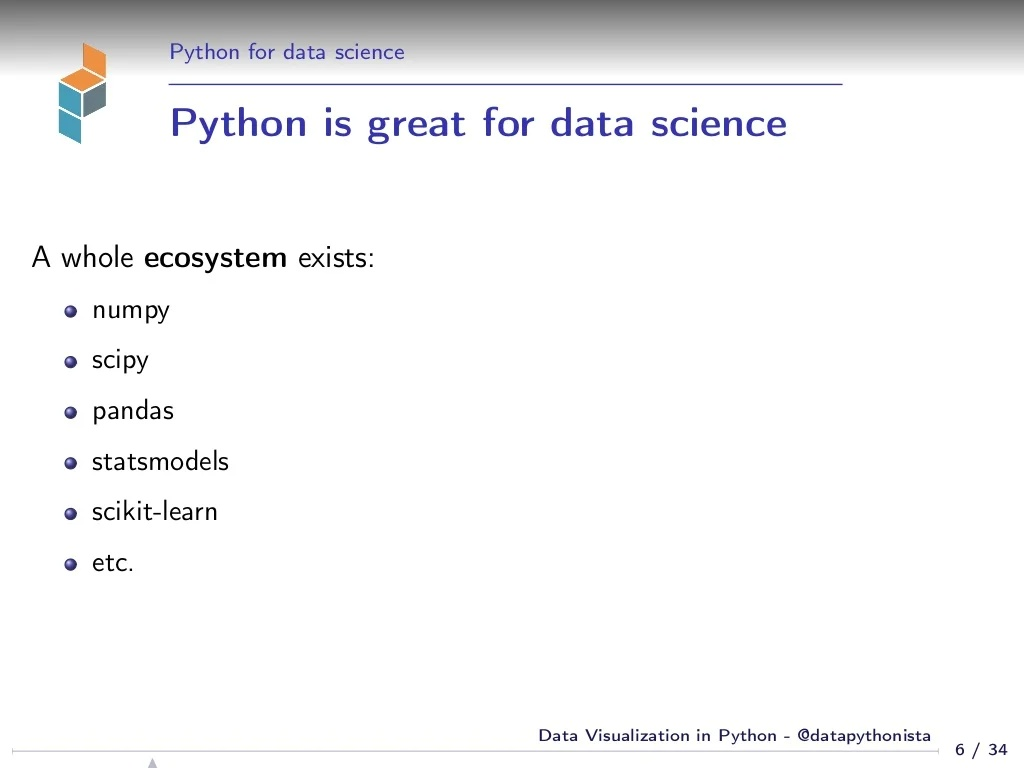 Python for data science
Python is great for data science
A whole ecosystem exists:
numpy
scipy
pandas
statsmodels
scikit-learn
etc.
Data Visualization in Python - @datapythonista
6 / 34